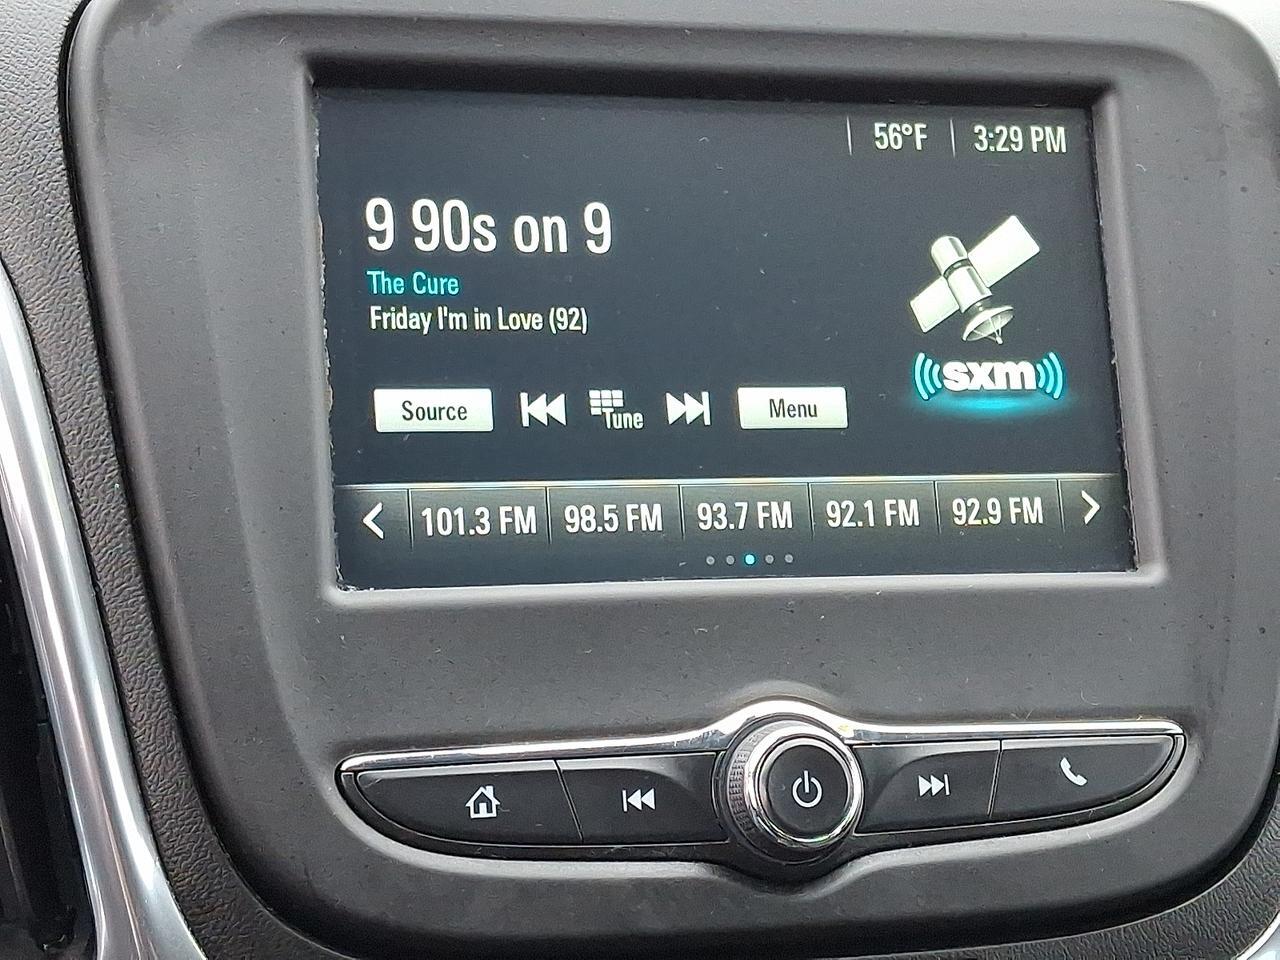 56°F 3:29 PM
9 90s on 9
The Cure
Friday I'm in Love (92)
sxm
Source Tune Menu
101.3 FM 98.5 FM 93.7 FM 92.1 FM 92.9 FM